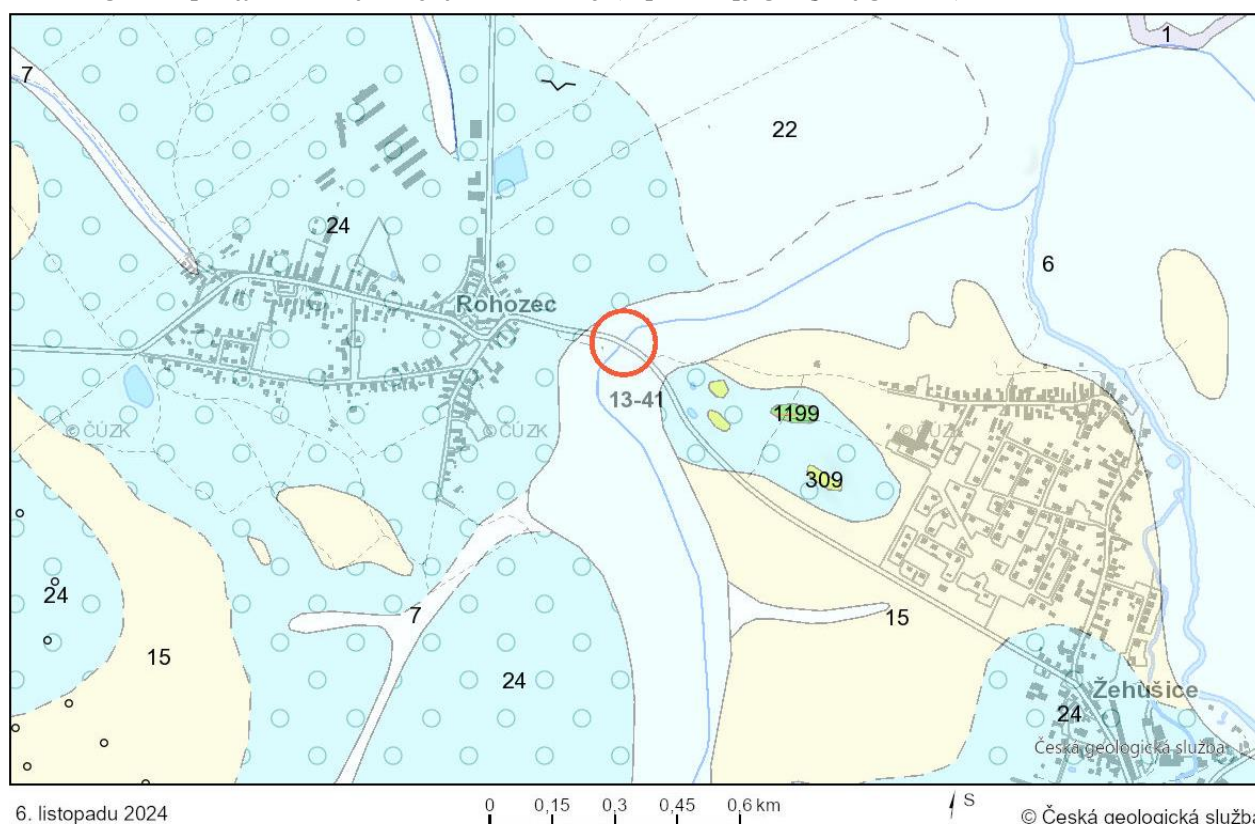 7
1
22
24
6
Rohozec
13-41
1199
© ČÚZK
© ČÚZK
© ČÚZK
309
24
7
15
15
24
Žehušice
24
Česká geologická služba
6. listopadu 2024
0 0,15 0,3 0,45 0,6 km
S
© Česká geologická služba